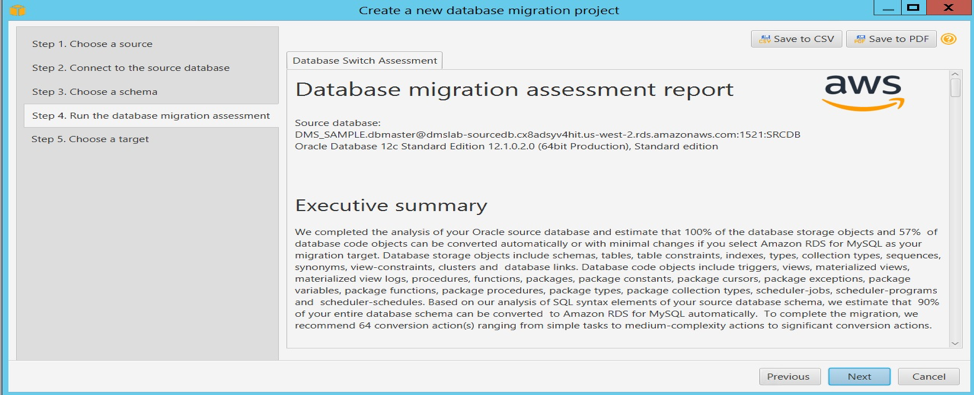 Create a new database migration project
Step 1. Choose a source
Step 2. Connect to the source database
Step 3. Choose a schema
Step 4. Run the database migration assessment
Step 5. Choose a target
CSV Save to CSV
PDF Save to PDF
?
Database Switch Assessment
Database migration assessment report
aws
Source database:
DMS_SAMPLE.dbmaster@dmslab-sourcedb.cx8adsyv4hit.us-west-2.rds.amazonaws.com:1521:SRCDB
Oracle Database 12c Standard Edition 12.1.0.2.0 (64bit Production), Standard edition
Executive summary
We completed the analysis of your Oracle source database and estimate that 100% of the database storage objects and 57% of
database code objects can be converted automatically or with minimal changes if you select Amazon RDS for MySQL as your
migration target. Database storage objects include schemas, tables, table constraints, indexes, types, collection types, sequences,
synonyms, view-constraints, clusters and database links. Database code objects include triggers, views, materialized views,
materialized view logs, procedures, functions, packages, package constants, package cursors, package exceptions, package
variables, package functions, package procedures, package types, package collection types, scheduler-jobs, scheduler-programs
and scheduler-schedules. Based on our analysis of SQL syntax elements of your source database schema, we estimate that 90%
of your entire database schema can be converted to Amazon RDS for MySQL automatically. To complete the migration, we
recommend 64 conversion action(s) ranging from simple tasks to medium-complexity actions to significant conversion actions.
Previous
Next
Cancel